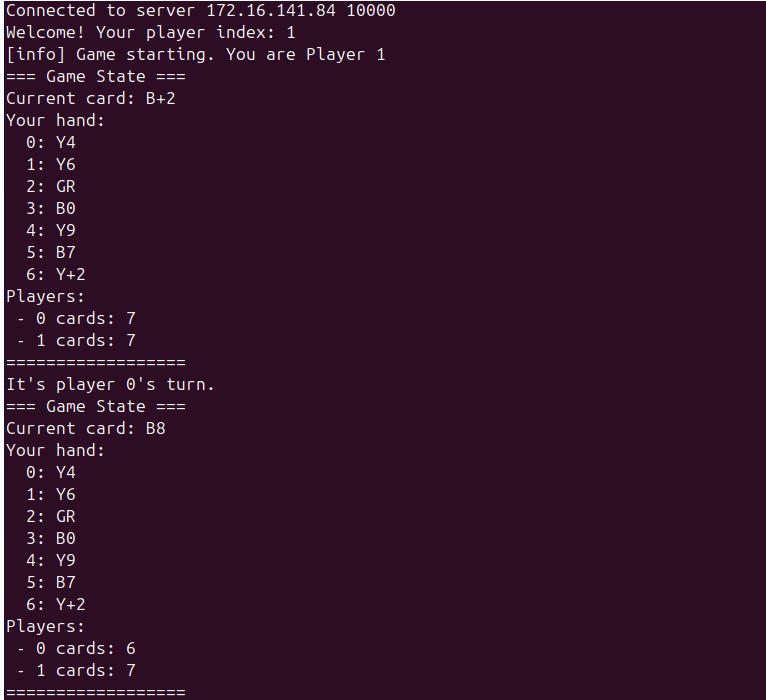 Connected to server 172.16.141.84 10000
Welcome! Your player index: 1
[info] Game starting. You are Player 1
=== Game State ===
Current card: B+2
Your hand:
  0: Y4
  1: Y6
  2: GR
  3: B0
  4: Y9
  5: B7
  6: Y+2
Players:
 - 0 cards: 7
 - 1 cards: 7
==================
It's player 0's turn.
=== Game State ===
Current card: B8
Your hand:
  0: Y4
  1: Y6
  2: GR
  3: B0
  4: Y9
  5: B7
  6: Y+2
Players:
 - 0 cards: 6
 - 1 cards: 7
==================